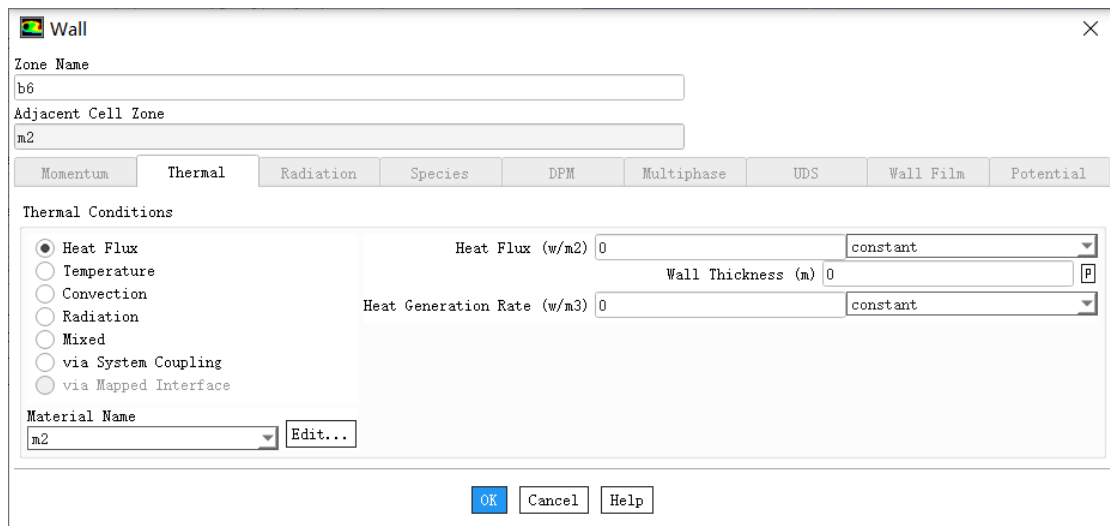 Wall
Zone Name
b6
Adjacent Cell Zone
m2
Momentum Thermal Radiation Species DPM Multiphase UDS Wall Film Potential
Thermal Conditions
Heat Flux
Temperature
Convection
Radiation
Mixed
via System Coupling
via Mapped Interface
Heat Flux (w/m2) 0 constant
Wall Thickness (m) 0 P
Heat Generation Rate (w/m3) 0 constant
Material Name
m2 Edit...
OK Cancel Help